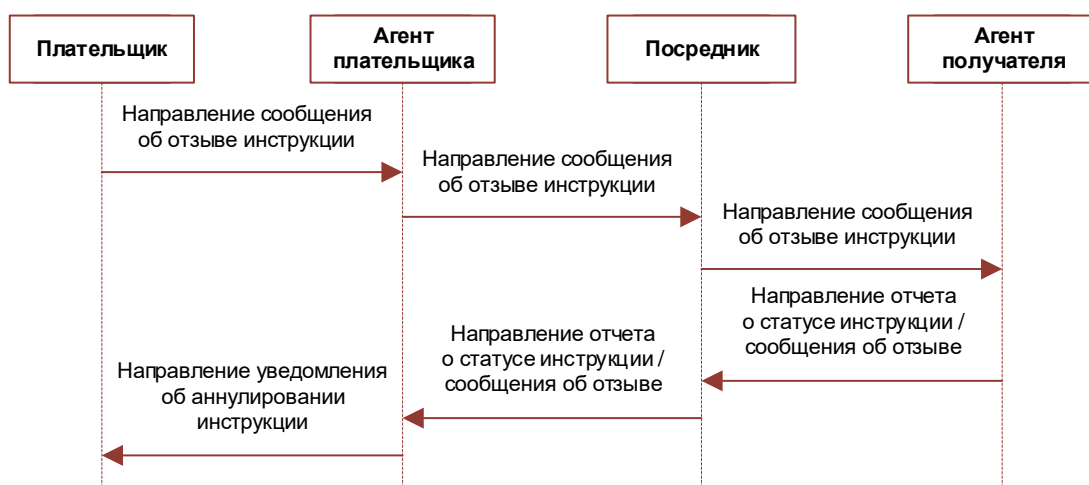 Плательщик
Агент
плательщика
Посредник
Агент
получателя
Направление сообщения
об отзыве инструкции
Направление сообщения
об отзыве инструкции
Направление сообщения
об отзыве инструкции
Направление отчета
о статусе инструкции /
сообщения об отзыве
Направление отчета
о статусе инструкции /
сообщения об отзыве
Направление уведомления
об аннулировании
инструкции